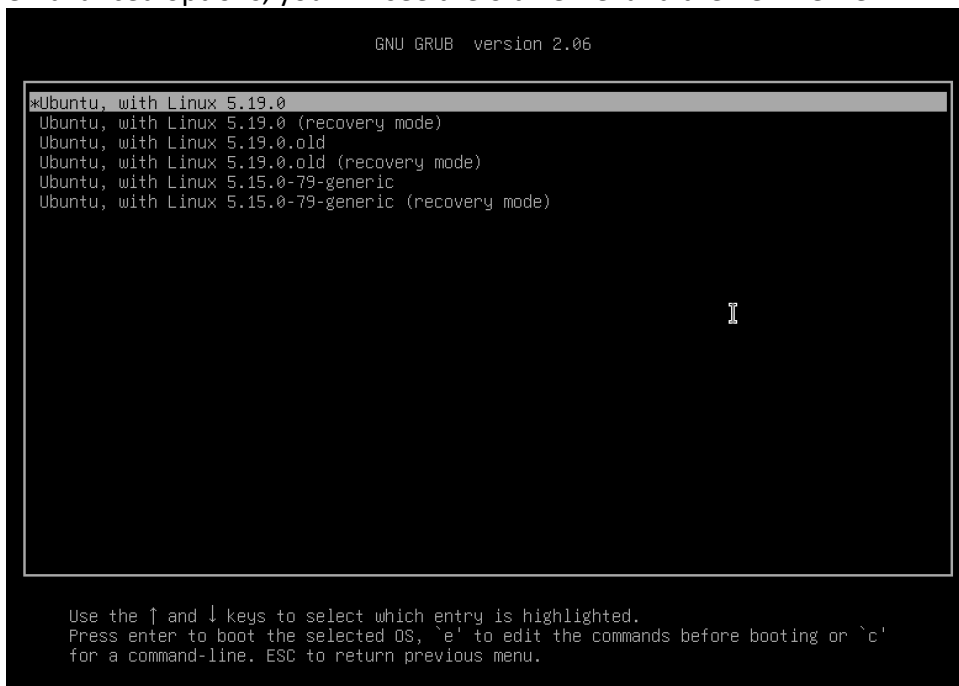 GNU GRUB version 2.06
*Ubuntu, with Linux 5.19.0
Ubuntu, with Linux 5.19.0 (recovery mode)
Ubuntu, with Linux 5.19.0.old
Ubuntu, with Linux 5.19.0.old (recovery mode)
Ubuntu, with Linux 5.15.0-79-generic
Ubuntu, with Linux 5.15.0-79-generic (recovery mode)
Use the ↑ and ↓ keys to select which entry is highlighted.
Press enter to boot the selected OS, `e' to edit the commands before booting or `c'
for a command-line. ESC to return previous menu.